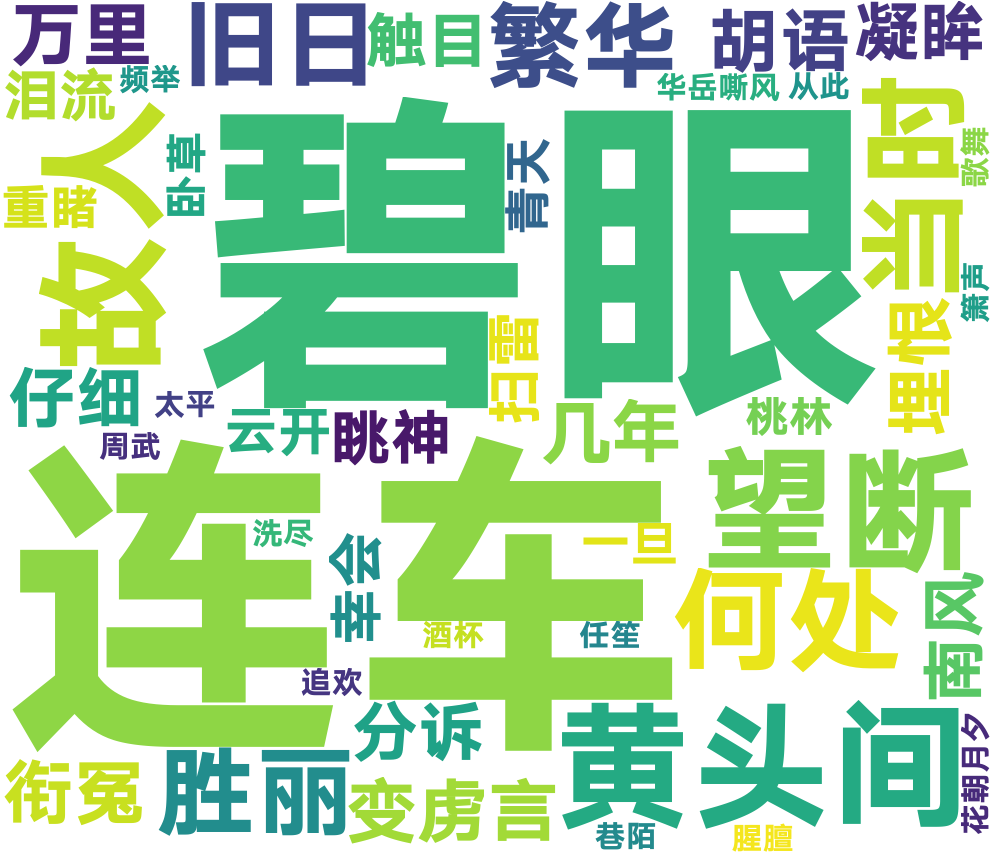 万里
旧日
触目
繁华
胡语
凝眸
泪流
频举
华岳嘶风
从此
故人
重睹
卧草
碧眼
青天
当时
歌舞
箫声
埋恨
扫雷
仔细
太平
周武
云开
眺神
几年
桃林
连车
洗尽
幸会
一旦
望断
酒杯
任笙
何处
南风
追欢
分诉
衔冤
胜丽
变虏言
黄头间
巷陌
腥膻
花朝月夕